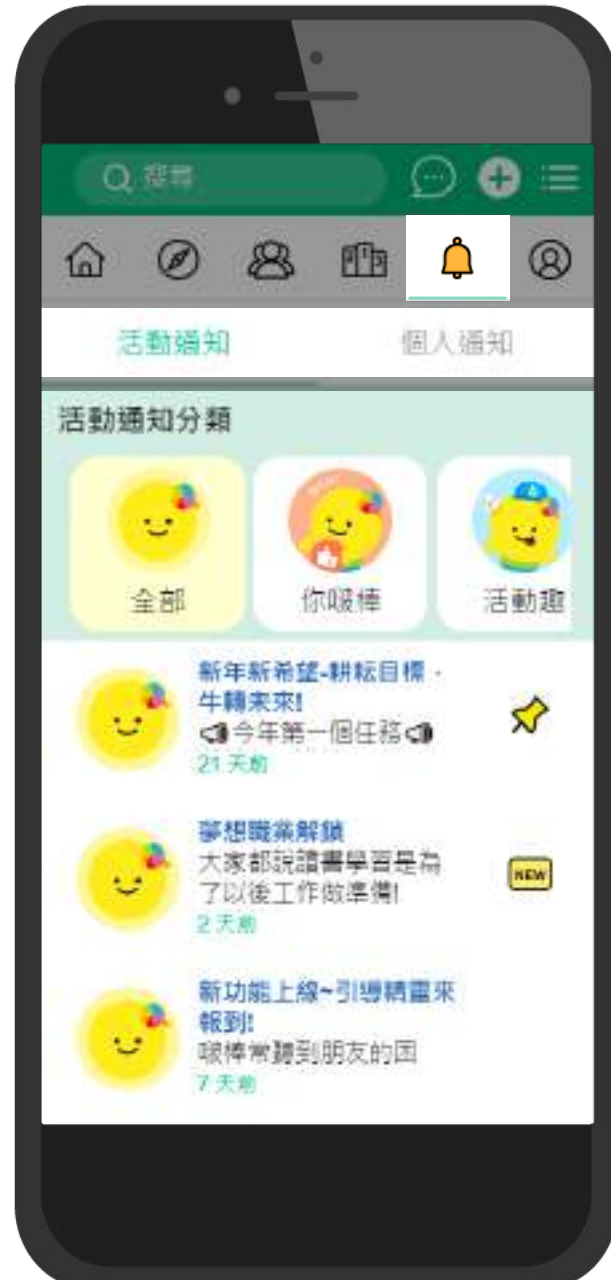 搜尋
活動通知 個人通知
活動通知分類
全部 你啵棒 活動趣
新年新希望-耕耘目標‧
牛轉未來!
今年第一個任務
21 天前
夢想職業解鎖
大家都說讀書學習是為
了以後工作做準備!
NEW
2 天前
新功能上線~引導精靈來
報到!
啵棒常聽到朋友的困
7 天前